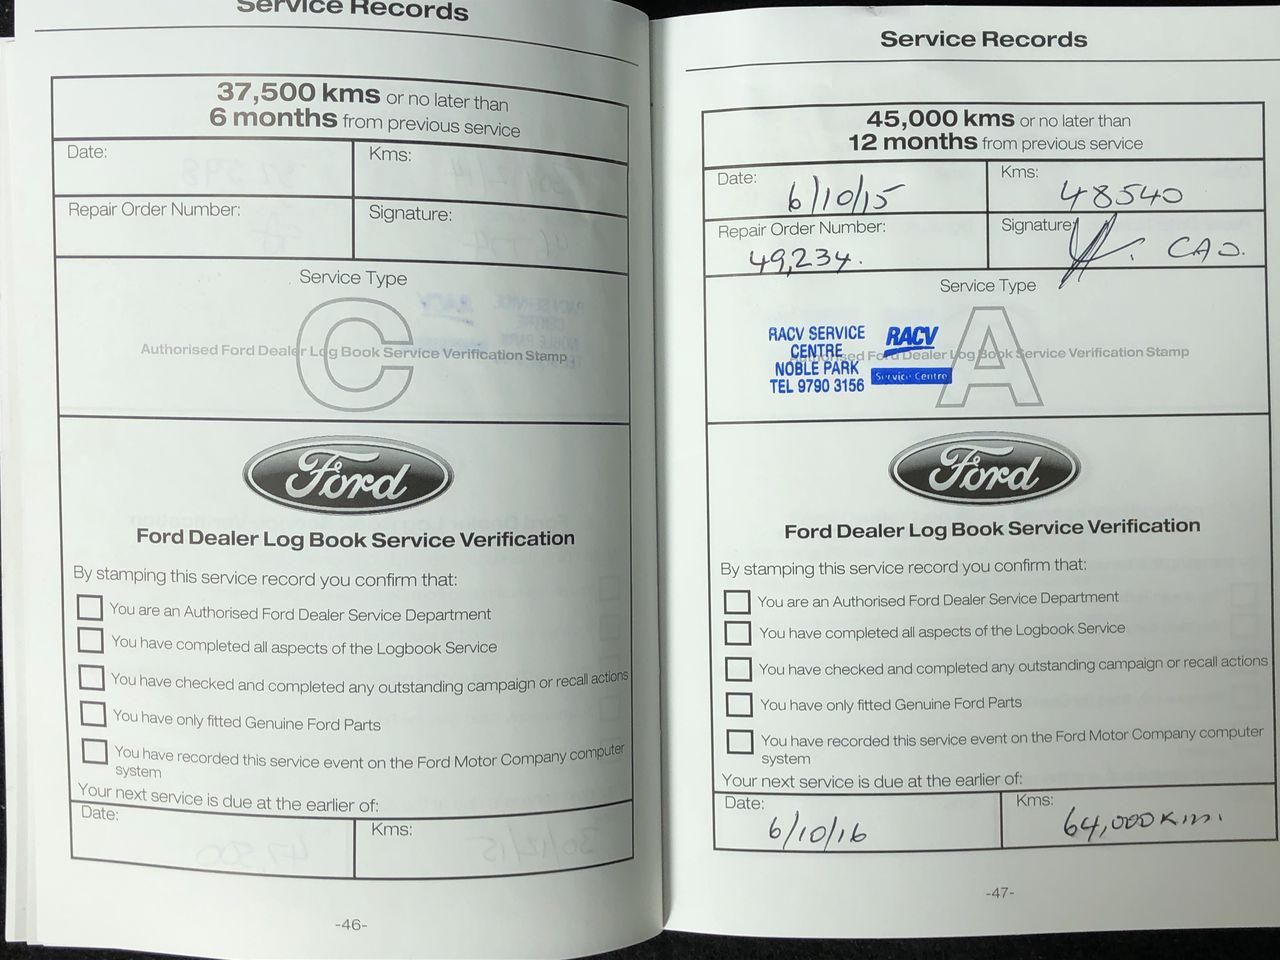 Service Records
37,500 kms or no later than
6 months from previous service
Date:
Kms:
Repair Order Number:
Signature:
Service Type
C
Authorised Ford Dealer Log Book Service Verification Stamp
Ford
Ford Dealer Log Book Service Verification
By stamping this service record you confirm that:
You are an Authorised Ford Dealer Service Department
You have completed all aspects of the Logbook Service
You have checked and completed any outstanding campaign or recall actions
You have only fitted Genuine Ford Parts
You have recorded this service event on the Ford Motor Company computer
system
Your next service is due at the earlier of:
Date:
Kms:
-46-
Service Records
45,000 kms or no later than
12 months from previous service
Date: 6/10/15
Kms: 48540
Repair Order Number:
49,234.
Signature:
Service Type
A
RACV SERVICE
CENTRE
NOBLE PARK
TEL 9790 3156
RACV
Service Centre
Authorised Ford Dealer Log Book Service Verification Stamp
Ford
Ford Dealer Log Book Service Verification
By stamping this service record you confirm that:
You are an Authorised Ford Dealer Service Department
You have completed all aspects of the Logbook Service
You have checked and completed any outstanding campaign or recall actions
You have only fitted Genuine Ford Parts
You have recorded this service event on the Ford Motor Company computer
system
Your next service is due at the earlier of:
Date: 6/10/16
Kms: 64,000 Km.
-47-